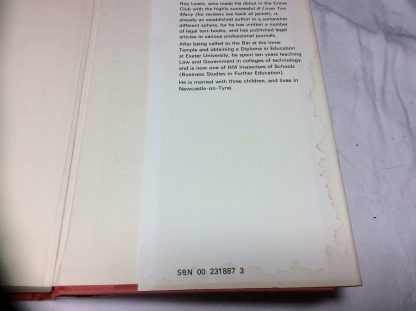 Roy Lewis, who made his debut in the Crime
Club with the highly successful A Lover Too
Many (for reviews see back of jacket), is
already an established author in a somewhat
different sphere, for he has written a number
of legal text-books, and has published legal
articles in various professional journals.
After being called to the Bar at the Inner
Temple and obtaining a Diploma in Education
at Exeter University, he spent ten years teaching
Law and Government in colleges of technology,
and is now one of HM Inspectors of Schools
(Business Studies in Further Education).
He is married with three children, and lives in
Newcastle-on-Tyne.
SBN 00 231887 3